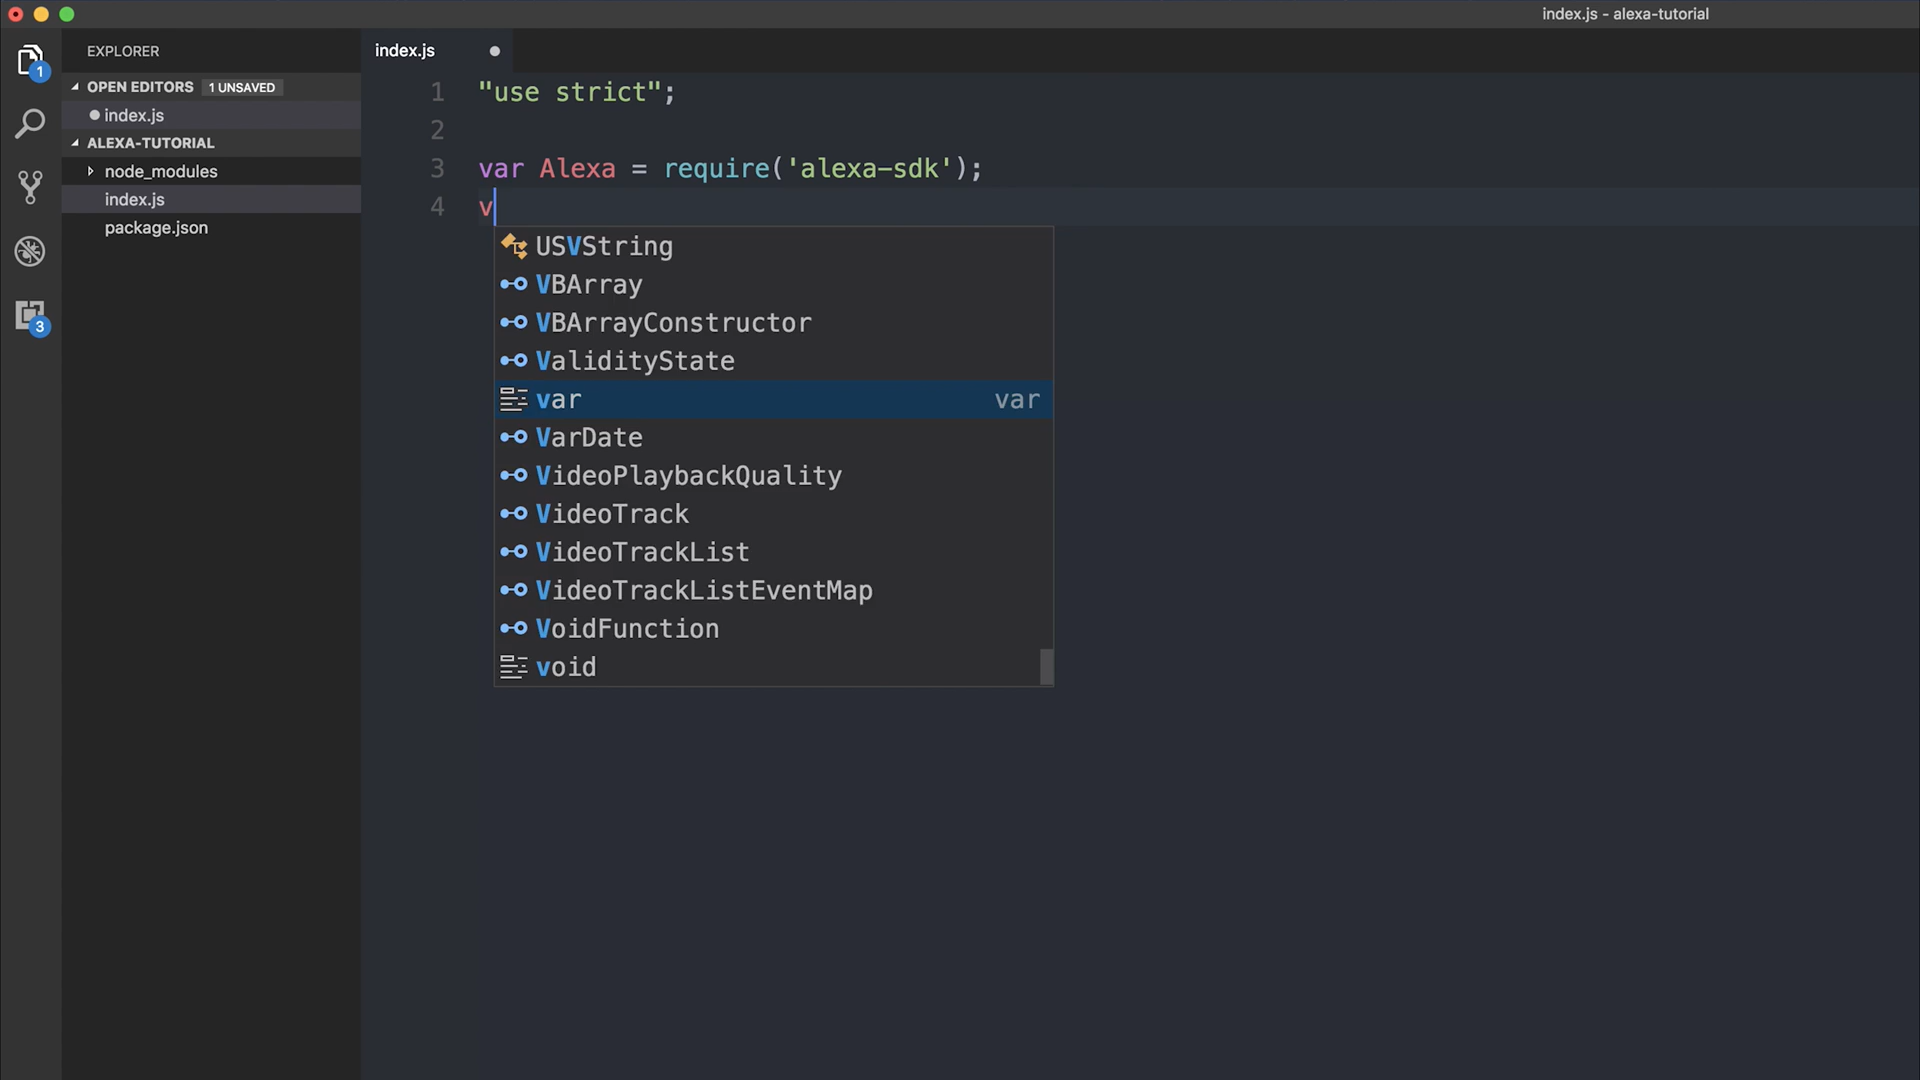 index.js - alexa-tutorial
EXPLORER
OPEN EDITORS 1 UNSAVED
index.js
ALEXA-TUTORIAL
node_modules
index.js
package.json
1
3
index.js
1 "use strict";
2
3 var Alexa = require('alexa-sdk');
4 v
USVString
VBArray
VBArrayConstructor
ValidityState
var var
VarDate
VideoPlaybackQuality
VideoTrack
VideoTrackList
VideoTrackListEventMap
VoidFunction
void